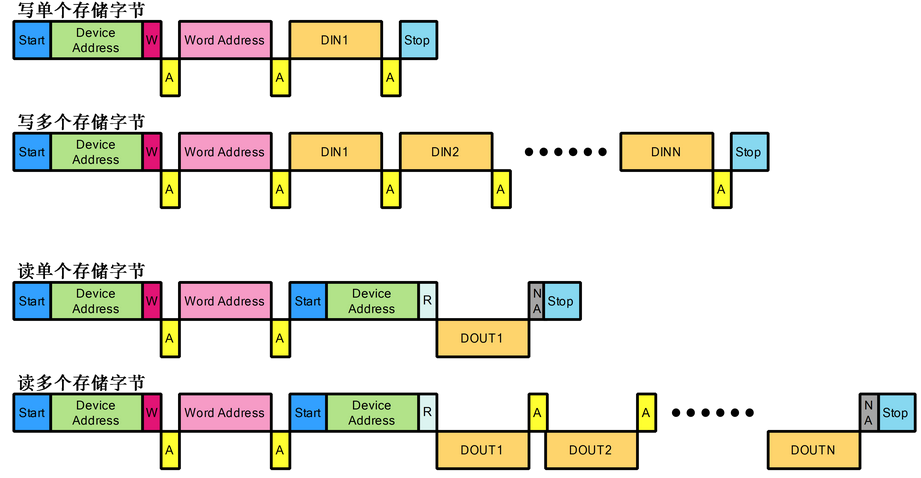 写单个存储字节
Start Device Address W Word Address DIN1 Stop
A A A
写多个存储字节
Start Device Address W Word Address DIN1 DIN2 DINN Stop
A A A A A
读单个存储字节
Start Device Address W Word Address Start Device Address R NA Stop
A A DOUT1
读多个存储字节
Start Device Address W Word Address Start Device Address R A A NA Stop
A A DOUT1 DOUT2 DOUTN